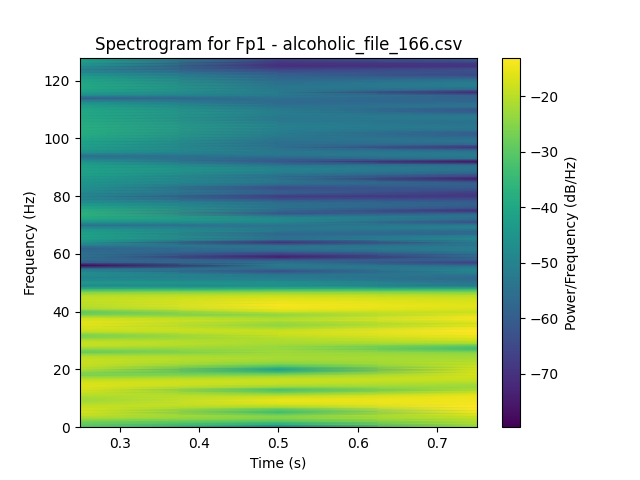 Spectrogram for Fp1 - alcoholic_file_166.csv
120
100
80
60
40
20
0
Frequency (Hz)
0.3 0.4 0.5 0.6 0.7
Time (s)
−20
−30
−40
−50
−60
−70
Power/Frequency (dB/Hz)